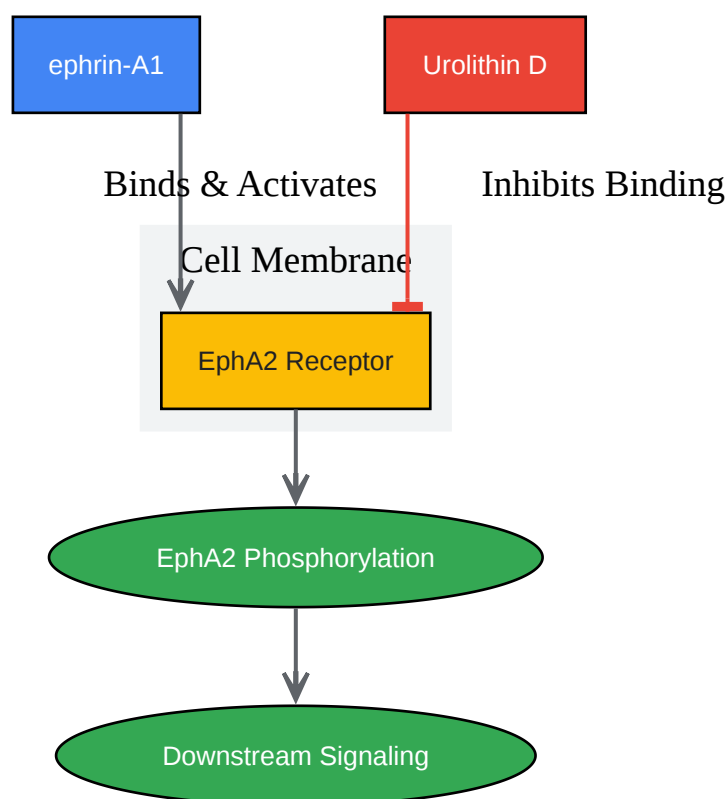 ephrin-A1
Urolithin D
Binds & Activates
Inhibits Binding
Cell Membrane
EphA2 Receptor
EphA2 Phosphorylation
Downstream Signaling